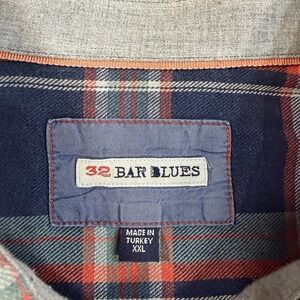 32 BAR BLUES
MADE IN
TURKEY
XXL